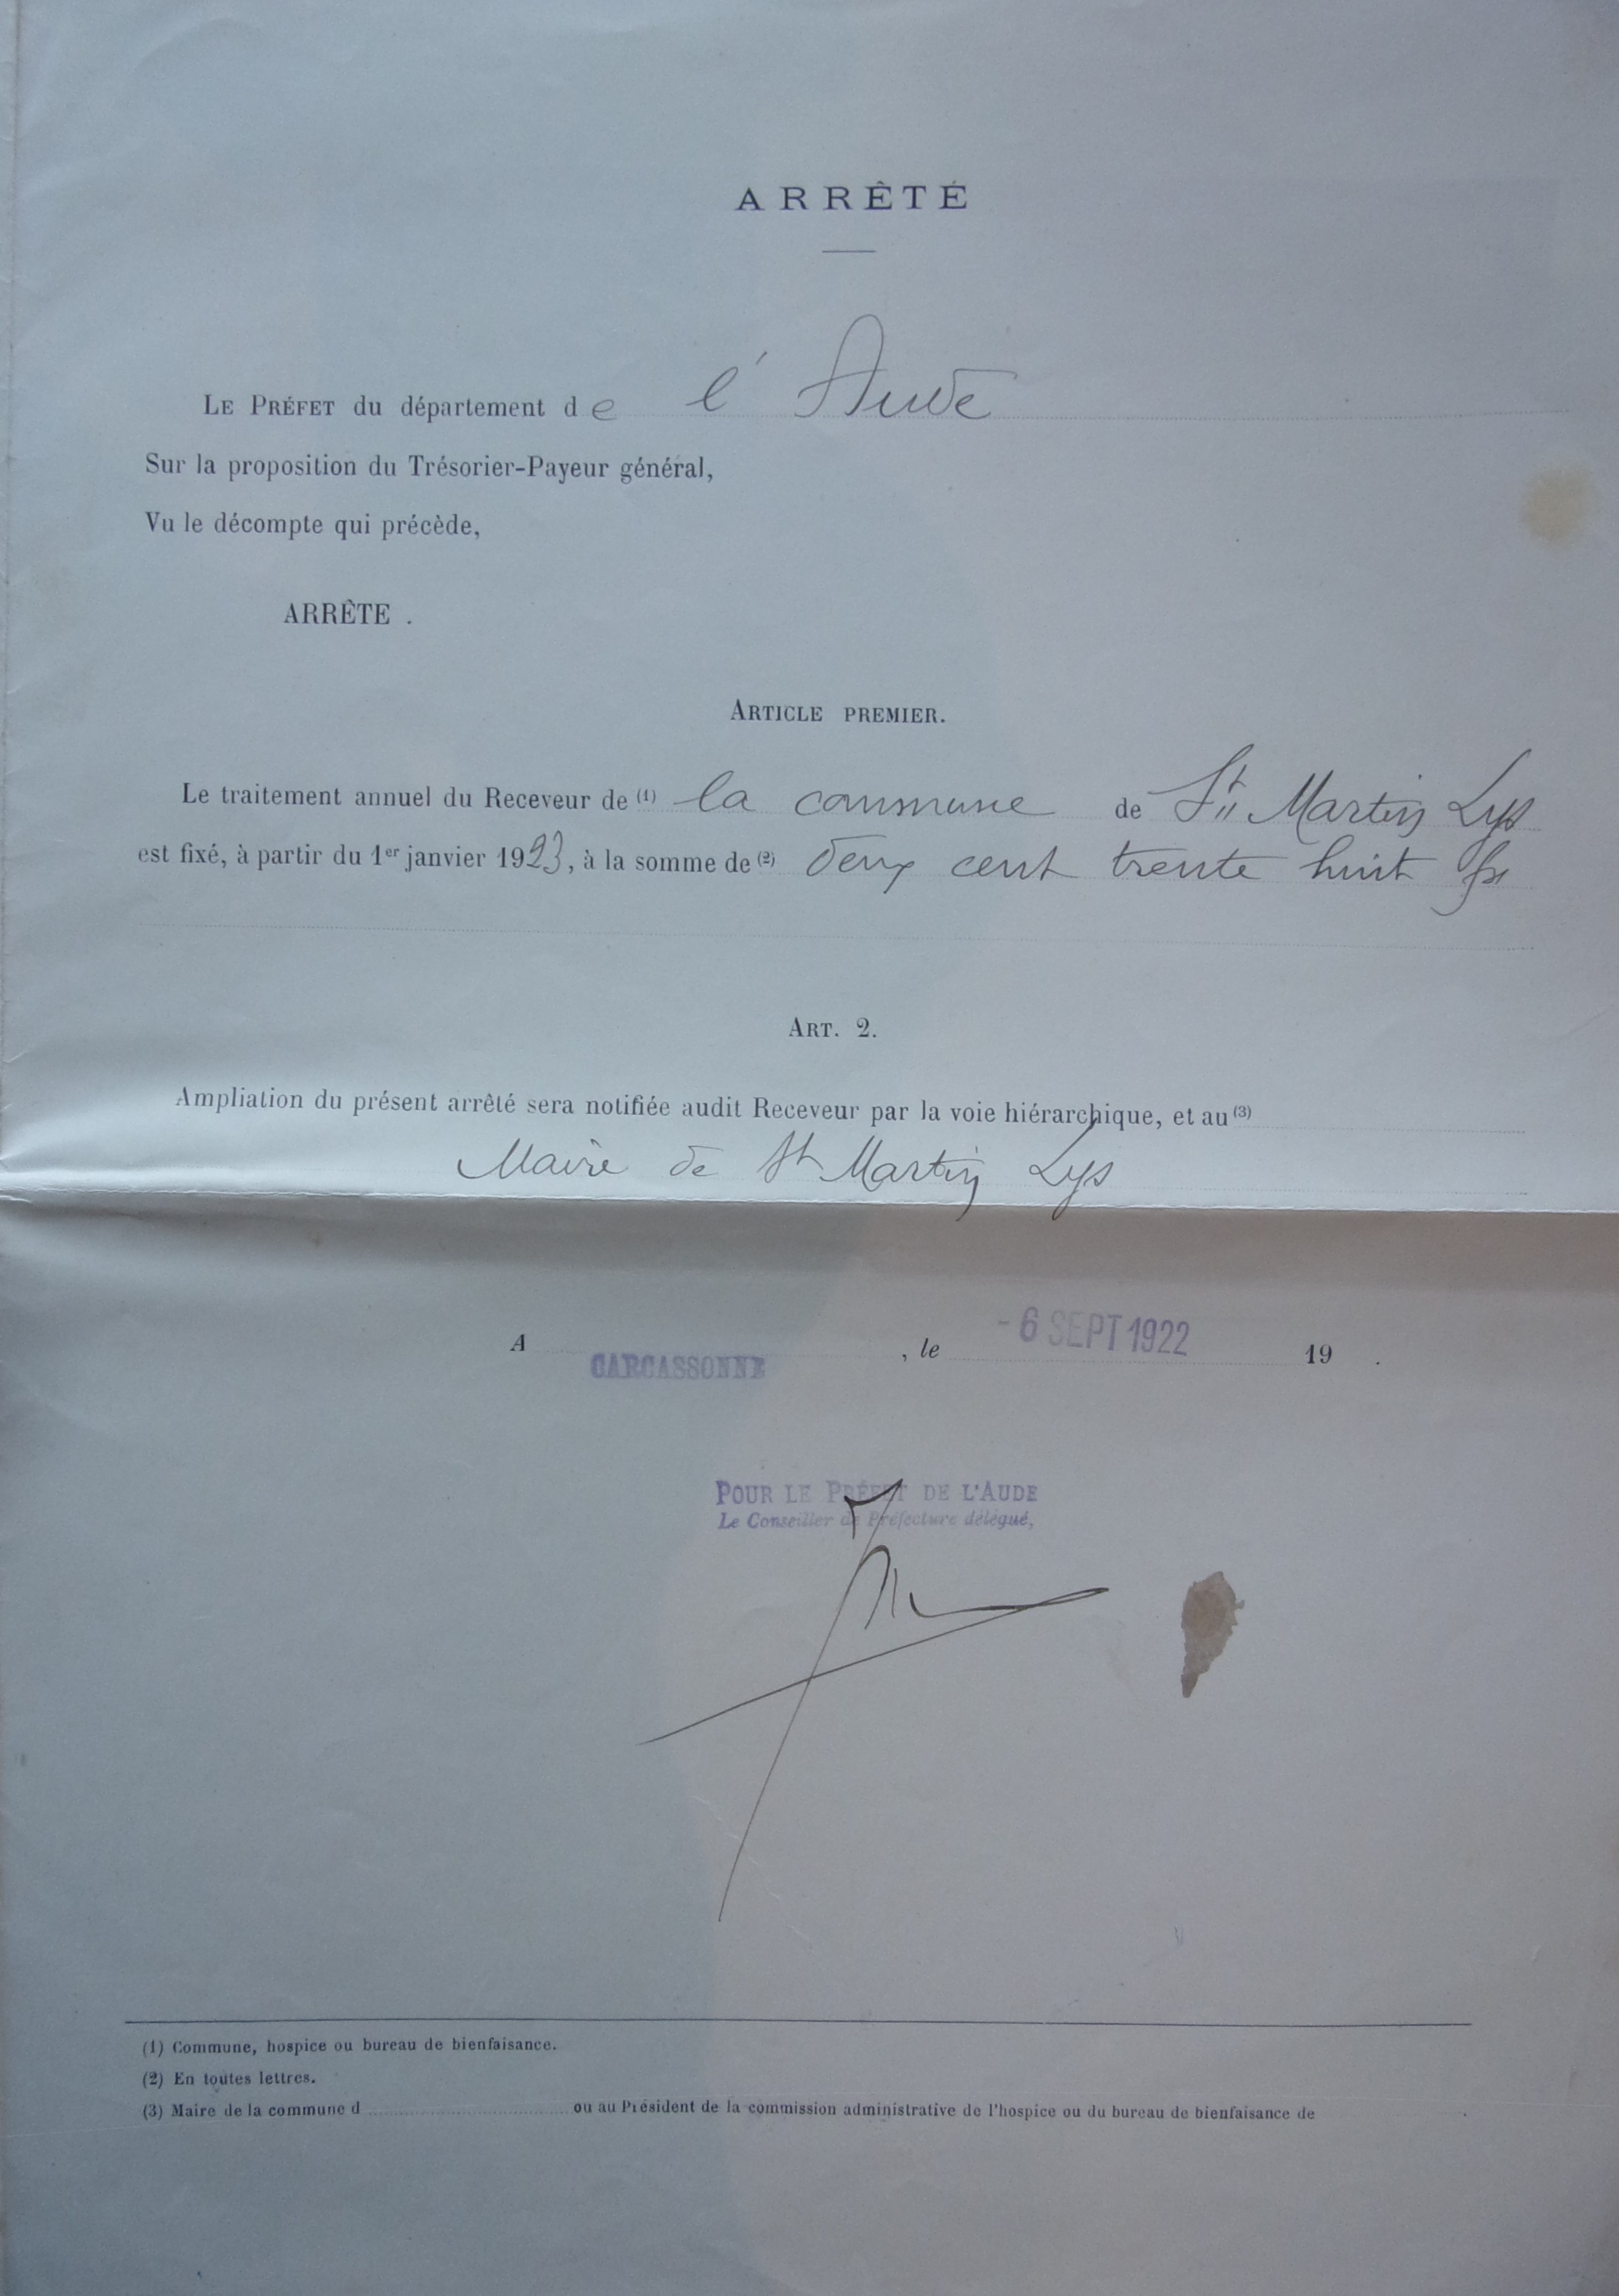 ARRÊTÉ
LE PRÉFET du département de l'Aude
Sur la proposition du Trésorier-Payeur général,
Vu le décompte qui précède,
ARRÊTE .
ARTICLE PREMIER.
Le traitement annuel du Receveur de (1) la commune de St Martin Lys
est fixé, à partir du 1er janvier 1923, à la somme de (2) deux cent trente huit frs
ART. 2.
Ampliation du présent arrêté sera notifiée audit Receveur par la voie hiérarchique, et au (3)
Maire de St Martin Lys
A CARCASSONNE , le - 6 SEPT 1922 19 .
POUR LE PRÉFET DE L'AUDE
Le Conseiller de Préfecture délégué,
(1) Commune, hospice ou bureau de bienfaisance.
(2) En toutes lettres.
(3) Maire de la commune d ou au Président de la commission administrative de l'hospice ou du bureau de bienfaisance de .